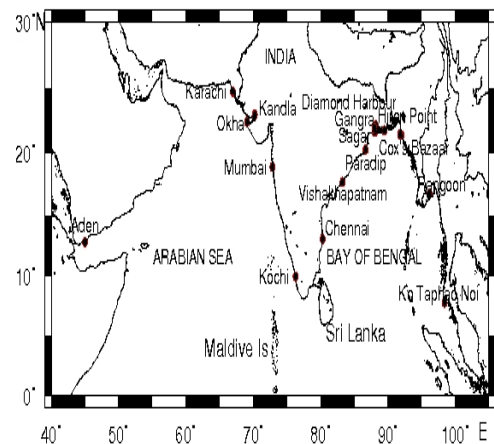 30°N
INDIA
Karachi
Kandla
Okha
Diamond Harbour
Gangra
Hiron Point
Sagar
Cox's Bazaar
20°
Mumbai
Paradip
Vishakhapatnam
Rangoon
Aden
Chennai
ARABIAN SEA
BAY OF BENGAL
10°
Kochi
Ko Taphao Noi
Sri Lanka
Maldive Is
0°
40° 50° 60° 70° 80° 90° 100° E